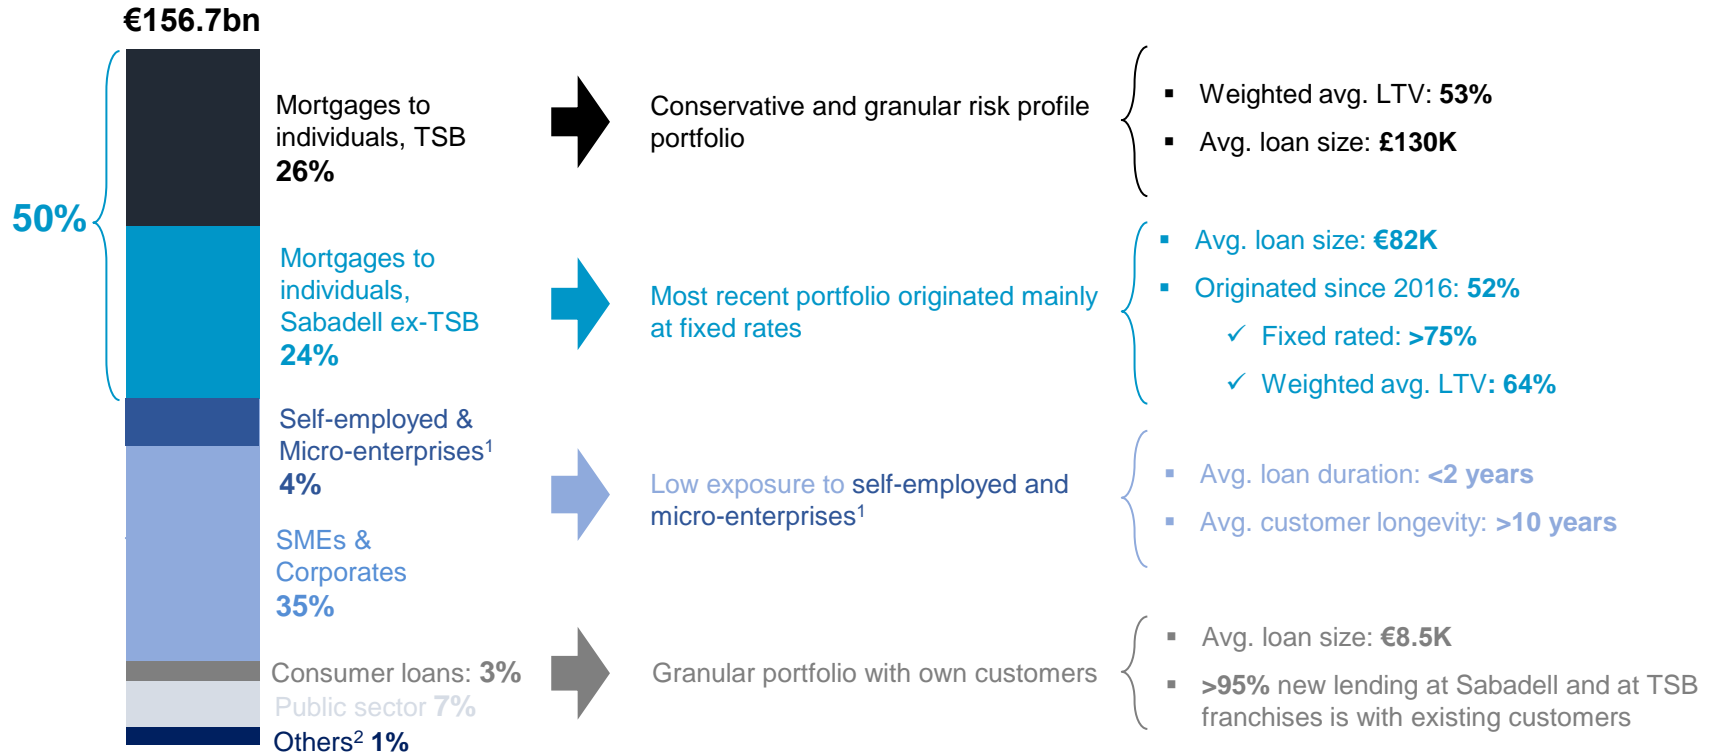 €156.7bn
50%
Mortgages to
individuals, TSB
26%
Conservative and granular risk profile
portfolio
▪ Weighted avg. LTV: 53%
▪ Avg. loan size: £130K
Mortgages to
individuals,
Sabadell ex-TSB
24%
Most recent portfolio originated mainly
at fixed rates
▪ Avg. loan size: €82K
▪ Originated since 2016: 52%
✓ Fixed rated: >75%
✓ Weighted avg. LTV: 64%
Self-employed &
Micro-enterprises¹
4%
SMEs &
Corporates
35%
Low exposure to self-employed and
micro-enterprises¹
▪ Avg. loan duration: <2 years
▪ Avg. customer longevity: >10 years
Consumer loans: 3%
Public sector 7%
Others² 1%
Granular portfolio with own customers
▪ Avg. loan size: €8.5K
▪ >95% new lending at Sabadell and at TSB
franchises is with existing customers